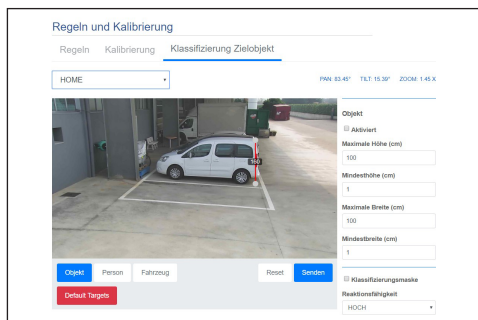 Regeln und Kalibrierung
Regeln Kalibrierung Klassifizierung Zielobjekt
HOME
PAN: 83.45° TILT: 15.39° ZOOM: 1.45 X
Objekt
Aktiviert
Maximale Höhe (cm)
100
Mindesthöhe (cm)
1
Maximale Breite (cm)
100
Mindestbreite (cm)
1
160
Objekt Person Fahrzeug Reset Senden
Default Targets
Klassifizierungsmaske
Reaktionsfähigkeit
HOCH